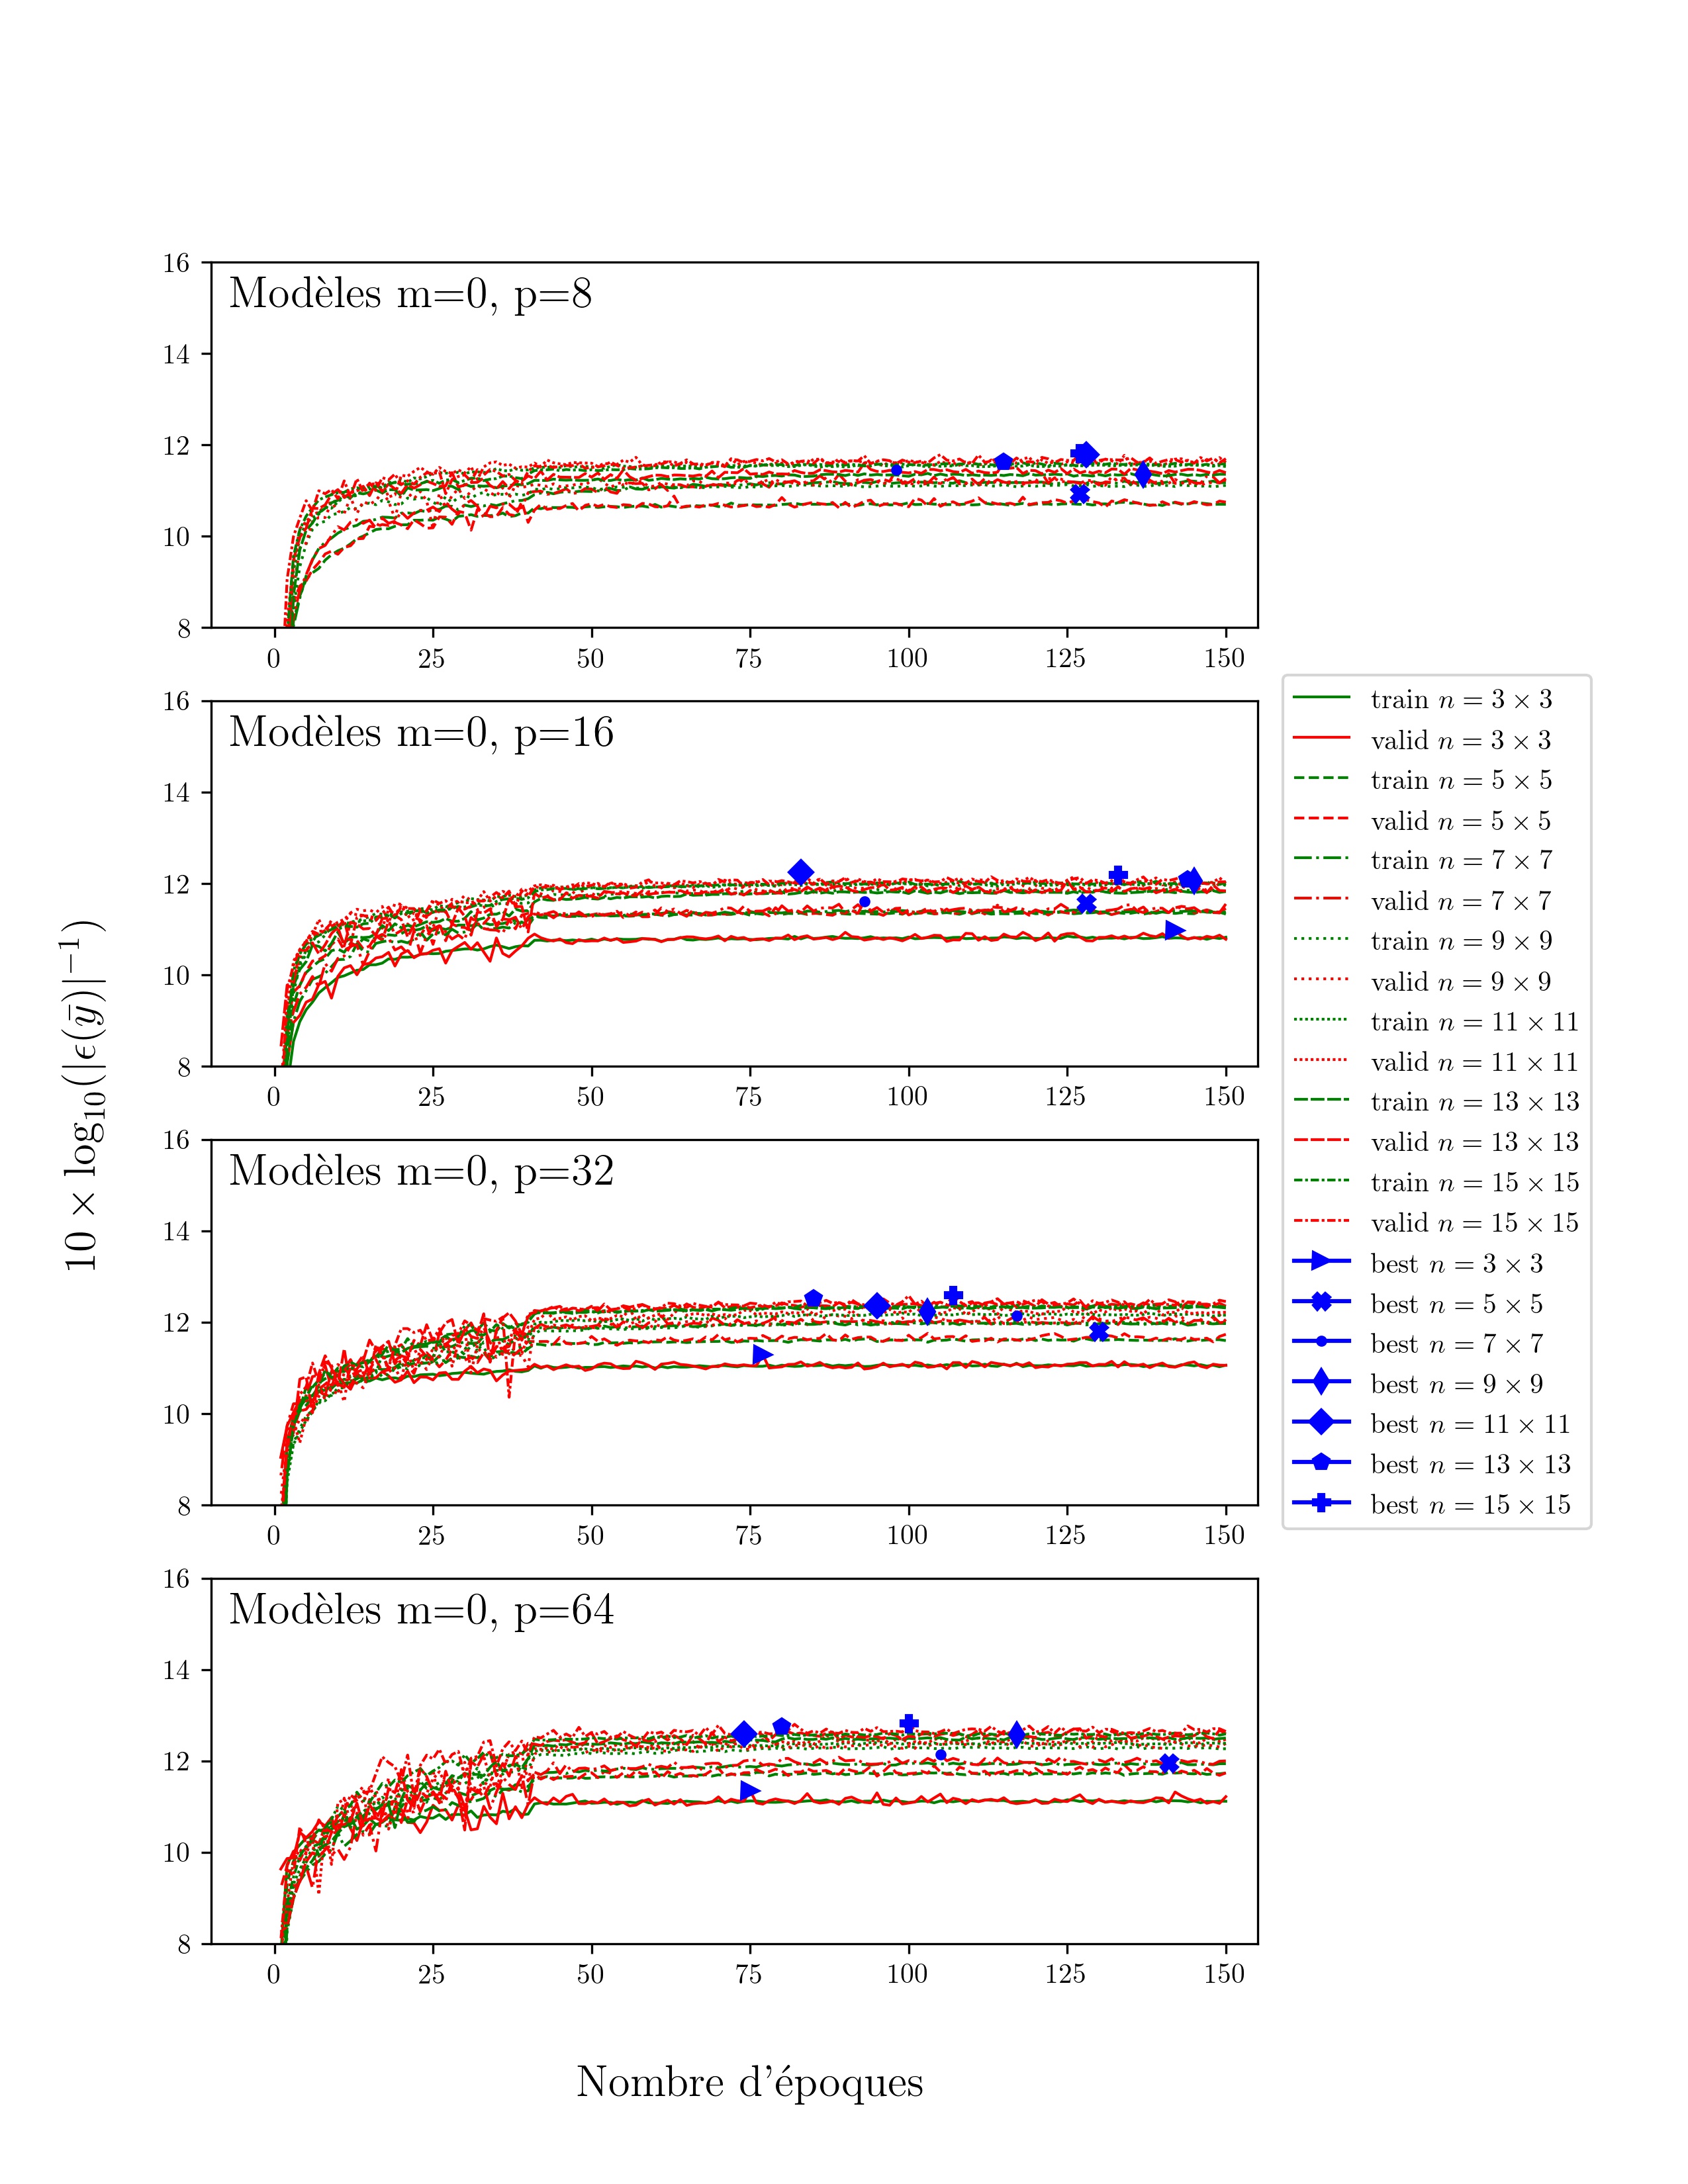 Modèles m=0, p=8
16
14
12
10
8
0 25 50 75 100 125 150
Modèles m=0, p=16
16
14
12
10
8
0 25 50 75 100 125 150
Modèles m=0, p=32
16
14
12
10
8
0 25 50 75 100 125 150
Modèles m=0, p=64
16
14
12
10
8
0 25 50 75 100 125 150
10 × log₁₀(|ϵ(ȳ)|⁻¹)
Nombre d'époques
train n = 3 × 3
valid n = 3 × 3
train n = 5 × 5
valid n = 5 × 5
train n = 7 × 7
valid n = 7 × 7
train n = 9 × 9
valid n = 9 × 9
train n = 11 × 11
valid n = 11 × 11
train n = 13 × 13
valid n = 13 × 13
train n = 15 × 15
valid n = 15 × 15
best n = 3 × 3
best n = 5 × 5
best n = 7 × 7
best n = 9 × 9
best n = 11 × 11
best n = 13 × 13
best n = 15 × 15